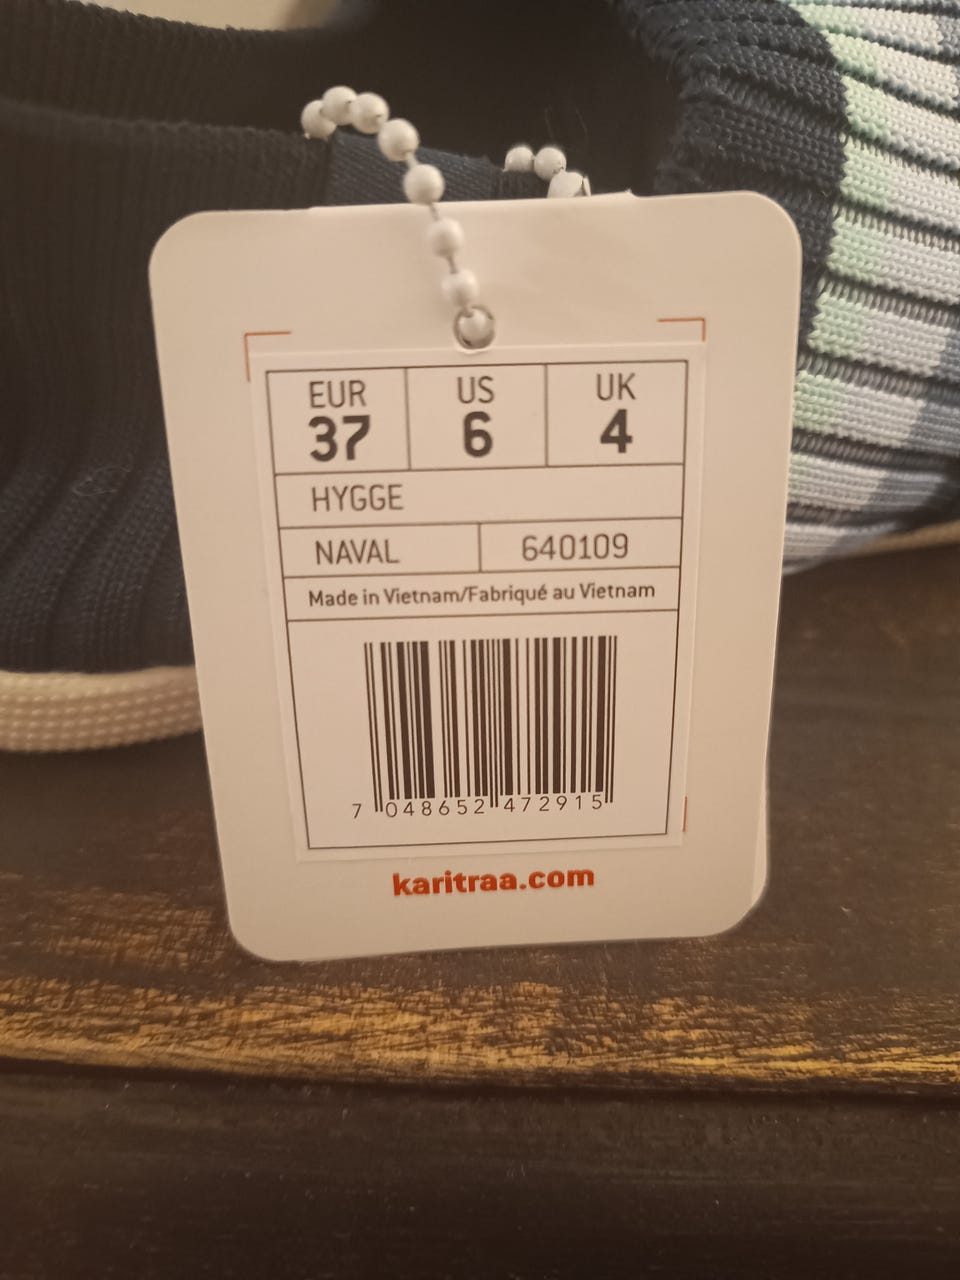 EUR US UK
37 6 4
HYGGE
NAVAL 640109
Made in Vietnam/Fabriqué au Vietnam
7 048652 472915
karitraa.com